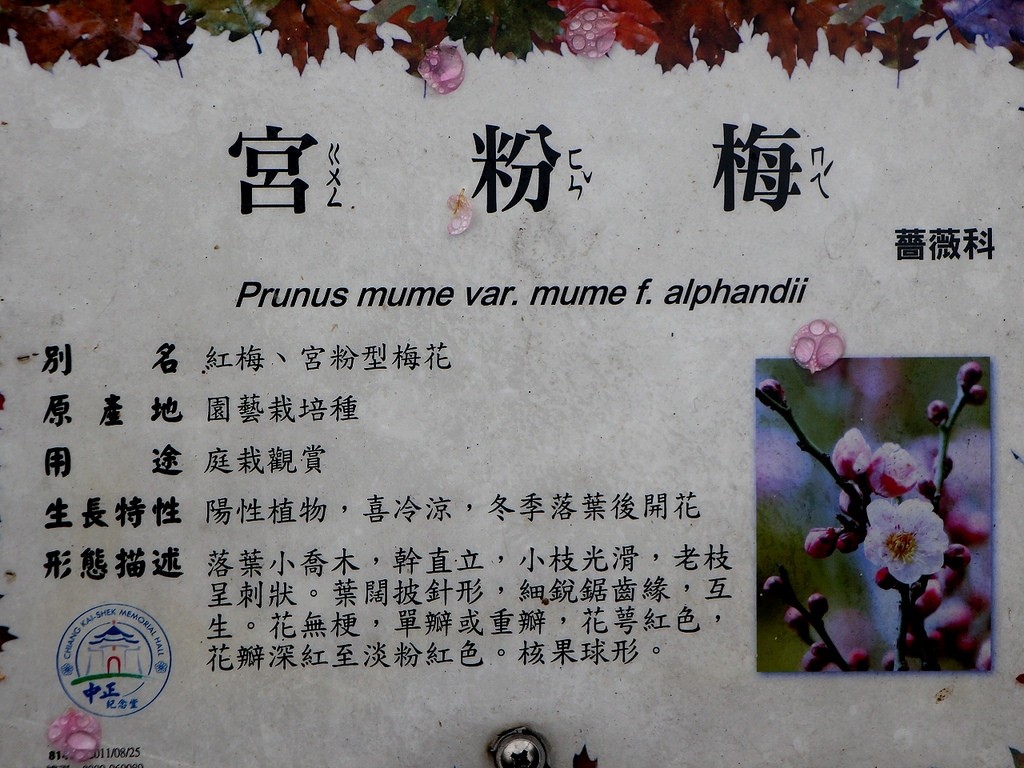 宮ㄍㄨㄥ 粉ㄈㄣˇ 梅ㄇㄟˊ
薔薇科
Prunus mume var. mume f. alphandii
別名 紅梅、宮粉型梅花
原產地 園藝栽培種
用途 庭栽觀賞
生長特性 陽性植物，喜冷涼，冬季落葉後開花
形態描述 落葉小喬木，幹直立，小枝光滑，老枝
呈刺狀。葉闊披針形，細銳鋸齒緣，互
生。花無梗，單瓣或重瓣，花萼紅色，
花瓣深紅至淡粉紅色。核果球形。
CHIANG KAI-SHEK MEMORIAL HALL
中正
紀念堂
2011/08/25